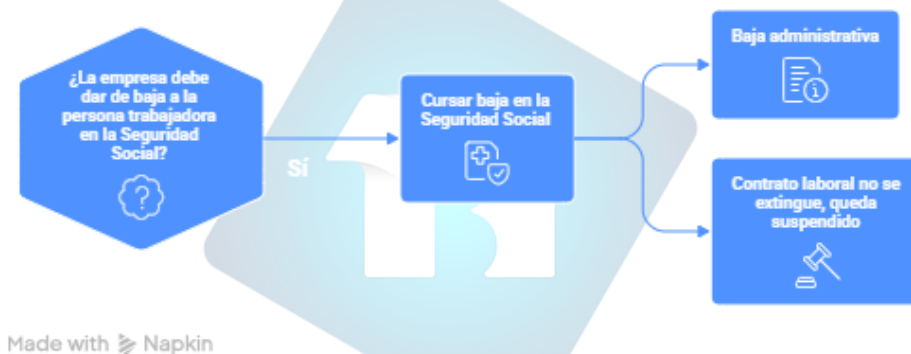 ¿La empresa debe
dar de baja a la
persona trabajadora
en la Seguridad
Social?
Sí
Cursar baja en la
Seguridad Social
Baja administrativa
Contrato laboral no se
extingue, queda
suspendido
Made with Napkin